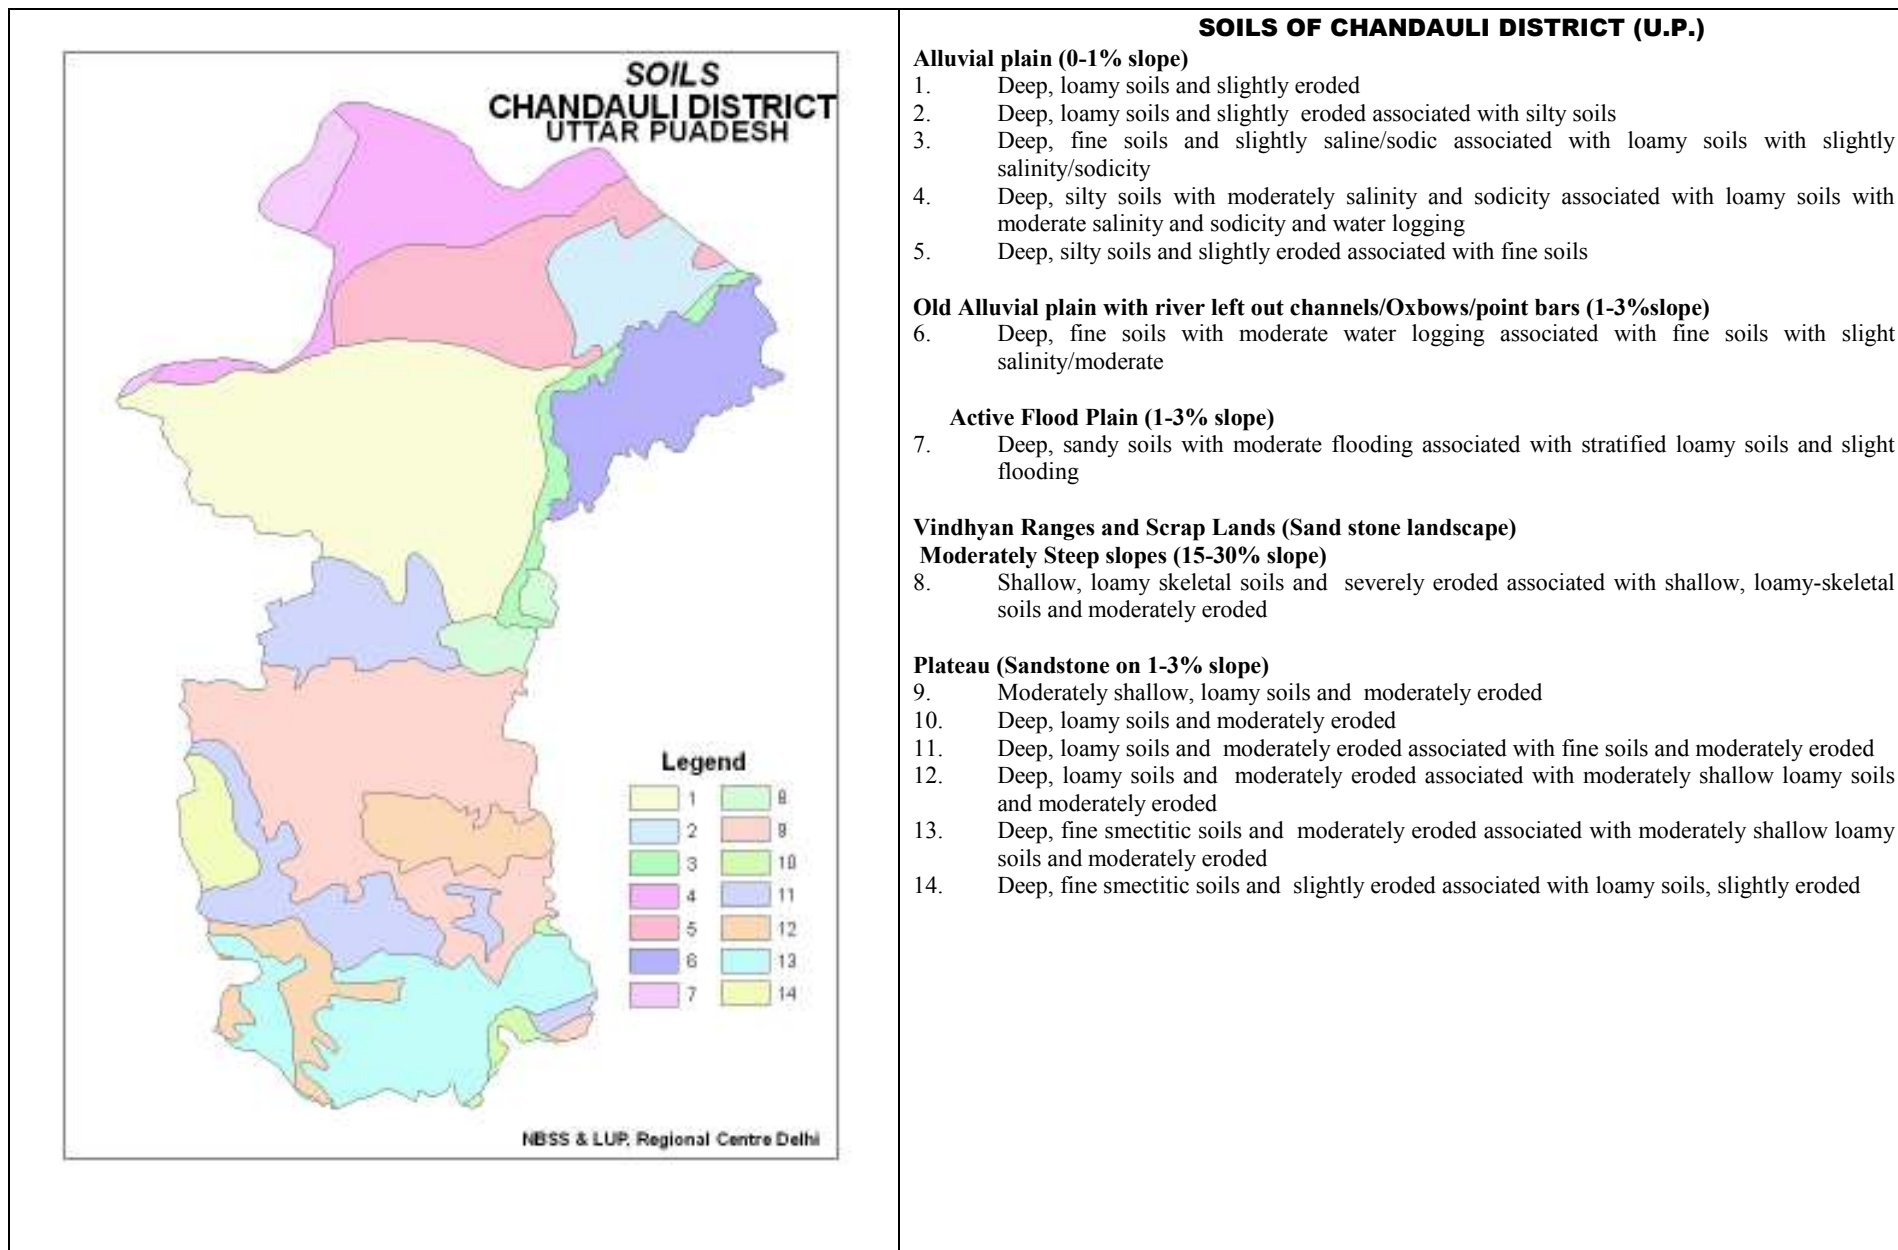 SOILS
CHANDAULI DISTRICT
UTTAR PUADESH
Legend
1 8
2 9
3 10
4 11
5 12
6 13
7 14
NBSS & LUP, Regional Centre Delhi
SOILS OF CHANDAULI DISTRICT (U.P.)
Alluvial plain (0-1% slope)
1. Deep, loamy soils and slightly eroded
2. Deep, loamy soils and slightly eroded associated with silty soils
3. Deep, fine soils and slightly saline/sodic associated with loamy soils with slightly
salinity/sodicity
4. Deep, silty soils with moderately salinity and sodicity associated with loamy soils with
moderate salinity and sodicity and water logging
5. Deep, silty soils and slightly eroded associated with fine soils
Old Alluvial plain with river left out channels/Oxbows/point bars (1-3%slope)
6. Deep, fine soils with moderate water logging associated with fine soils with slight
salinity/moderate
Active Flood Plain (1-3% slope)
7. Deep, sandy soils with moderate flooding associated with stratified loamy soils and slight
flooding
Vindhyan Ranges and Scrap Lands (Sand stone landscape)
Moderately Steep slopes (15-30% slope)
8. Shallow, loamy skeletal soils and severely eroded associated with shallow, loamy-skeletal
soils and moderately eroded
Plateau (Sandstone on 1-3% slope)
9. Moderately shallow, loamy soils and moderately eroded
10. Deep, loamy soils and moderately eroded
11. Deep, loamy soils and moderately eroded associated with fine soils and moderately eroded
12. Deep, loamy soils and moderately eroded associated with moderately shallow loamy soils
and moderately eroded
13. Deep, fine smectitic soils and moderately eroded associated with moderately shallow loamy
soils and moderately eroded
14. Deep, fine smectitic soils and slightly eroded associated with loamy soils, slightly eroded